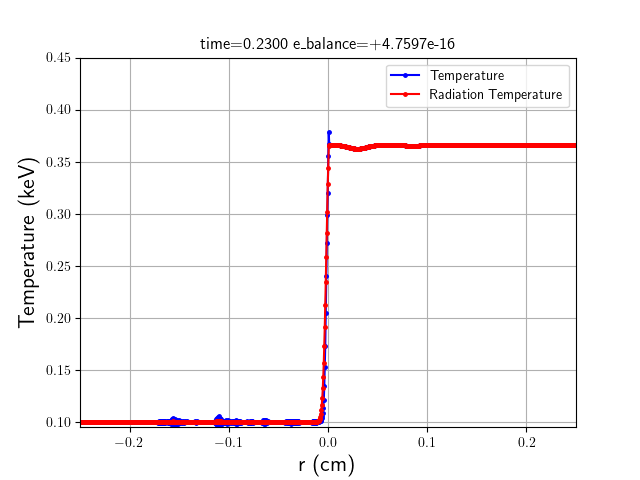 time=0.2300 e_balance=+4.7597e-16
Temperature
Radiation Temperature
Temperature (keV)
0.45
0.40
0.35
0.30
0.25
0.20
0.15
0.10
−0.2 −0.1 0.0 0.1 0.2
r (cm)